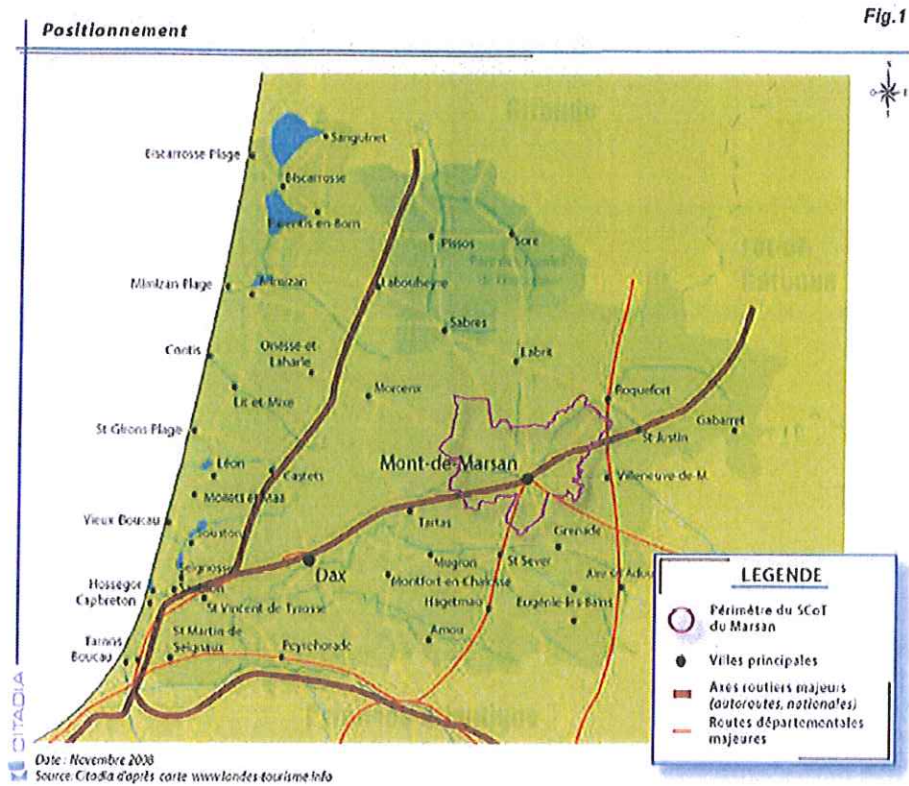 Positionnement
Fig.1
Gironde
Sanguinet
Biscarrosse Plage
Biscarrosse
Parentis-en-Born
Pissos
Sore
Mimizan Plage
Mimizan
Labouheyre
Sabres
Contis
Onesse-et-
Laharie
Labrit
Lit-et-Mixe
Morcenx
Roquefort
St Girons Plage
Gabarret
St Justin
Léon
Castets
Mont-de-Marsan
Villeneuve-de-M.
Moliets et Maa
Vieux Boucau
Tartas
Soustons
Grenade
Seignosse
Dax
Mugron
St Sever
Montfort-en-Chalosse
Hossegor
Capbreton
St Vincent de Tyrosse
Hagetmau
Eugénie-les-Bains
Amou
St Martin de
Seignaux
Peyrehorade
Tarnos
Boucau
LEGENDE
Périmètre du SCoT
du Marsan
Villes principales
Axes routiers majeurs
(autoroutes, nationales)
Routes départementales
majeures
CITADIA
Date : Novembre 2008
Source: Citadia d'après carte www.landes-tourisme.info